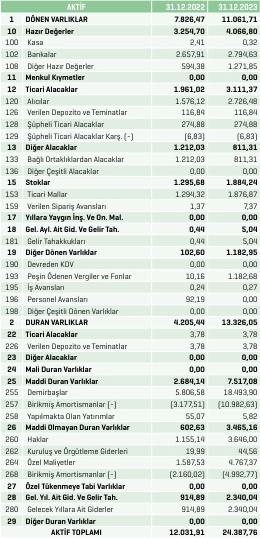 AKTİF 31.12.2022 31.12.2023
1 DÖNEN VARLIKLAR 7.826,47 11.061,71
10 Hazır Değerler 3.254,70 4.066,80
100 Kasa 2,41 0,32
102 Bankalar 2.657,91 2.794,63
108 Diğer Hazır Değerler 594,38 1.271,85
11 Menkul Kıymetler 0,00 0,00
12 Ticari Alacaklar 1.961,02 3.111,37
120 Alıcılar 1.576,12 2.726,48
126 Verilen Depozito ve Teminatlar 116,84 116,84
128 Şüpheli Ticari Alacaklar 274,88 274,88
129 Şüpheli Ticari Alacaklar Karş. (-) (6,83) (6,83)
13 Diğer Alacaklar 1.212,03 811,31
133 Bağlı Ortaklıklardan Alacaklar 1.212,03 811,31
136 Diğer Çeşitli Alacaklar 0,00 0,00
15 Stoklar 1.295,68 1.884,24
153 Ticari Mallar 1.294,32 1.876,87
159 Verilen Sipariş Avansları 1,37 7,37
17 Yıllara Yaygın İnş. Ve On. Mal. 0,00 0,00
18 Gel. Ayl. Ait Gid. Ve Gelir Tah. 0,44 5,04
181 Gelir Tahakkukları 0,44 5,04
19 Diğer Dönen Varlıklar 102,60 1.182,95
190 Devreden KDV 0,00 0,00
193 Peşin Ödenen Vergiler ve Fonlar 10,16 1.182,68
195 İş Avansları 0,24 0,27
196 Personel Avansları 92,19 0,00
198 Diğer Çeşitli Dönen Varlıklar 0,00 0,00
2 DURAN VARLIKLAR 4.205,44 13.326,05
22 Ticari Alacaklar 3,78 3,78
226 Verilen Depozito ve Teminatlar 3,78 3,78
23 Diğer Alacaklar 0,00 0,00
24 Mali Duran Varlıklar 0,00 0,00
25 Maddi Duran Varlıklar 2.684,14 7.517,08
255 Demirbaşlar 5.806,58 18.493,90
257 Birikmiş Amortismanlar (-) (3.177,51) (10.982,63)
258 Yapılmakta Olan Yatırımlar 55,07 5,82
26 Maddi Olmayan Duran Varlıklar 602,63 3.465,16
260 Haklar 1.155,14 3.646,00
262 Kuruluş ve Örgütleme Giderleri 19,99 44,56
264 Özel Maliyetler 1.587,53 4.767,37
268 Birikmiş Amortismanlar (-) (2.160,02) (4.992,77)
27 Özel Tükenmeye Tabi Varlıklar 0,00 0,00
28 Gel. Yıl. Ait Gid. Ve Gelir Tah. 914,89 2.340,04
280 Gelecek Yıllara Ait Giderler 914,89 2.340,04
29 Diğer Duran Varlıklar 0,00 0,00
AKTİF TOPLAMI 12.031,91 24.387,76